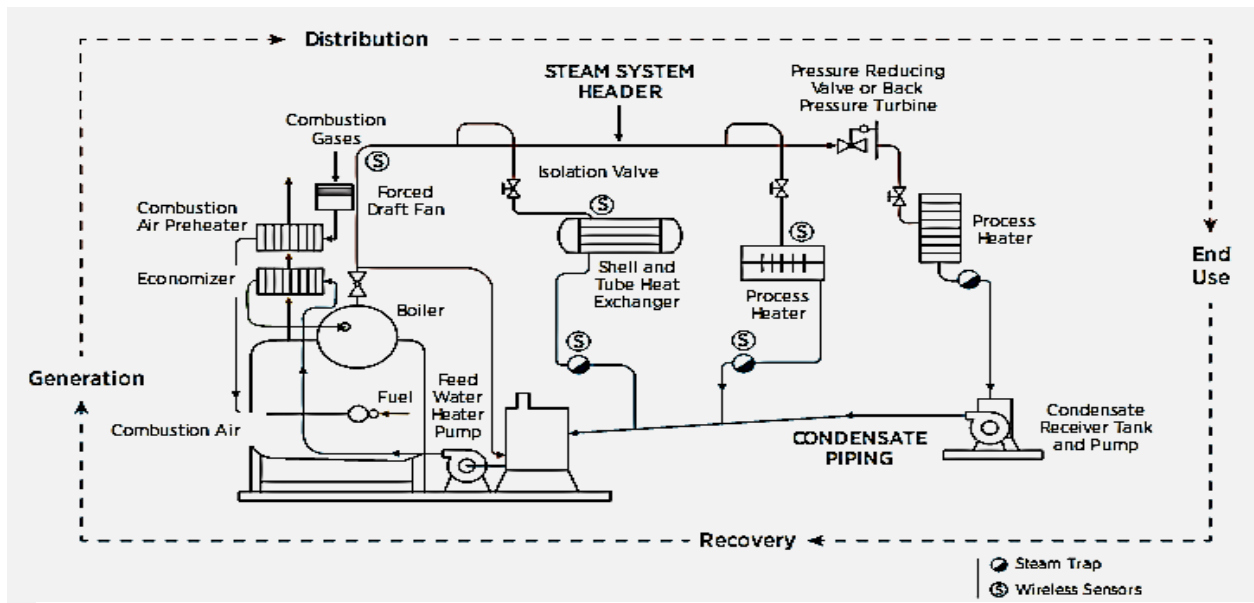 Distribution
STEAM SYSTEM
HEADER
Pressure Reducing
Valve or Back
Pressure Turbine
Combustion
Gases
S
Isolation Valve
Forced
Draft Fan
Combustion
Air Preheater
S
S
Process
Heater
End
Use
Economizer
Shell and
Tube Heat
Exchanger
Process
Heater
Boiler
S
S
Generation
Fuel
Feed
Water
Heater
Pump
Combustion Air
CONDENSATE
PIPING
Condensate
Receiver Tank
and Pump
Recovery
Steam Trap
S Wireless Sensors